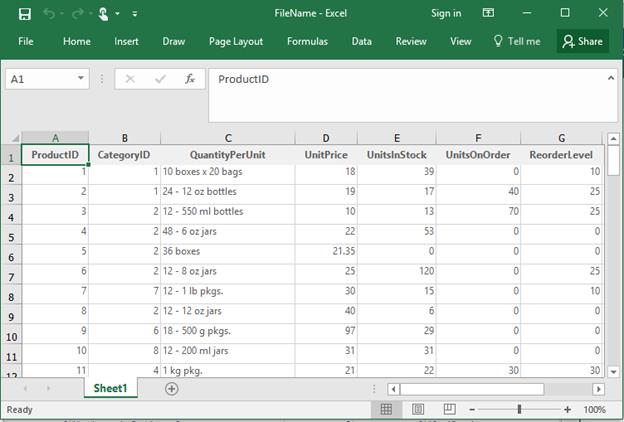 FileName - Excel Sign in
File Home Insert Draw Page Layout Formulas Data Review View Tell me Share
A1 fx ProductID
A B C D E F G
1 ProductID CategoryID QuantityPerUnit UnitPrice UnitsInStock UnitsOnOrder ReorderLevel
2 1 1 10 boxes x 20 bags 18 39 0 10
3 2 1 24 - 12 oz bottles 19 17 40 25
4 3 2 12 - 550 ml bottles 10 13 70 25
5 4 2 48 - 6 oz jars 22 53 0 0
6 5 2 36 boxes 21.35 0 0 0
7 6 2 12 - 8 oz jars 25 120 0 25
8 7 7 12 - 1 lb pkgs. 30 15 0 10
9 8 2 12 - 12 oz jars 40 6 0 0
10 9 6 18 - 500 g pkgs. 97 29 0 0
11 10 8 12 - 200 ml jars 31 31 0 0
12 11 4 1 kg pkg. 21 22 30 30
Sheet1
Ready 100%